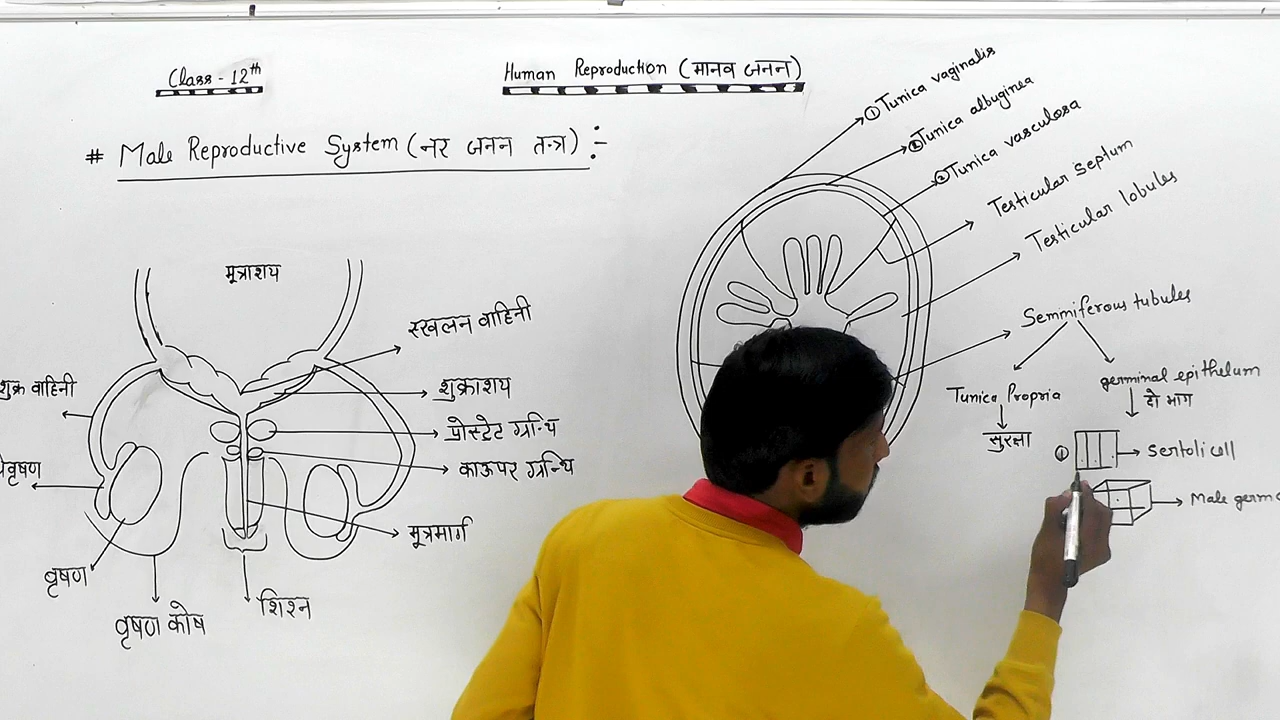 Class - 12th
Human Reproduction (मानव जनन)
# Male Reproductive System (नर जनन तन्त्र) :-
मूत्राशय
स्खलन वाहिनी
शुक्र वाहिनी
शुक्राशय
प्रोस्टेट ग्रन्थि
काऊपर ग्रन्थि
मूत्रमार्ग
वृषण
वृषण कोष
शिश्न
① Tunica vaginalis
② Tunica albuginea
Tunica vasculosa
Testicular Septum
Testicular lobules
Semmiferous tubules
Tunica Propria
सुरक्षा
germinal epithelum
दो भाग
① Sertoli cell
Male germ